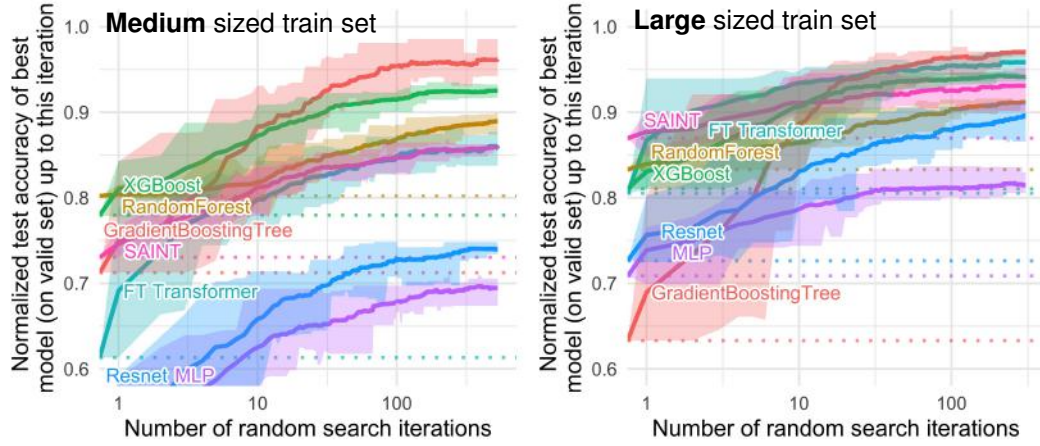 Medium sized train set
Normalized test accuracy of best
model (on valid set) up to this iteration
1.0
0.9
0.8
0.7
0.6
XGBoost
RandomForest
GradientBoostingTree
SAINT
FT Transformer
Resnet MLP
1 10 100
Number of random search iterations
Large sized train set
Normalized test accuracy of best
model (on valid set) up to this iteration
1.0
0.9
0.8
0.7
0.6
SAINT
FT Transformer
RandomForest
XGBoost
Resnet
MLP
GradientBoostingTree
1 10 100
Number of random search iterations